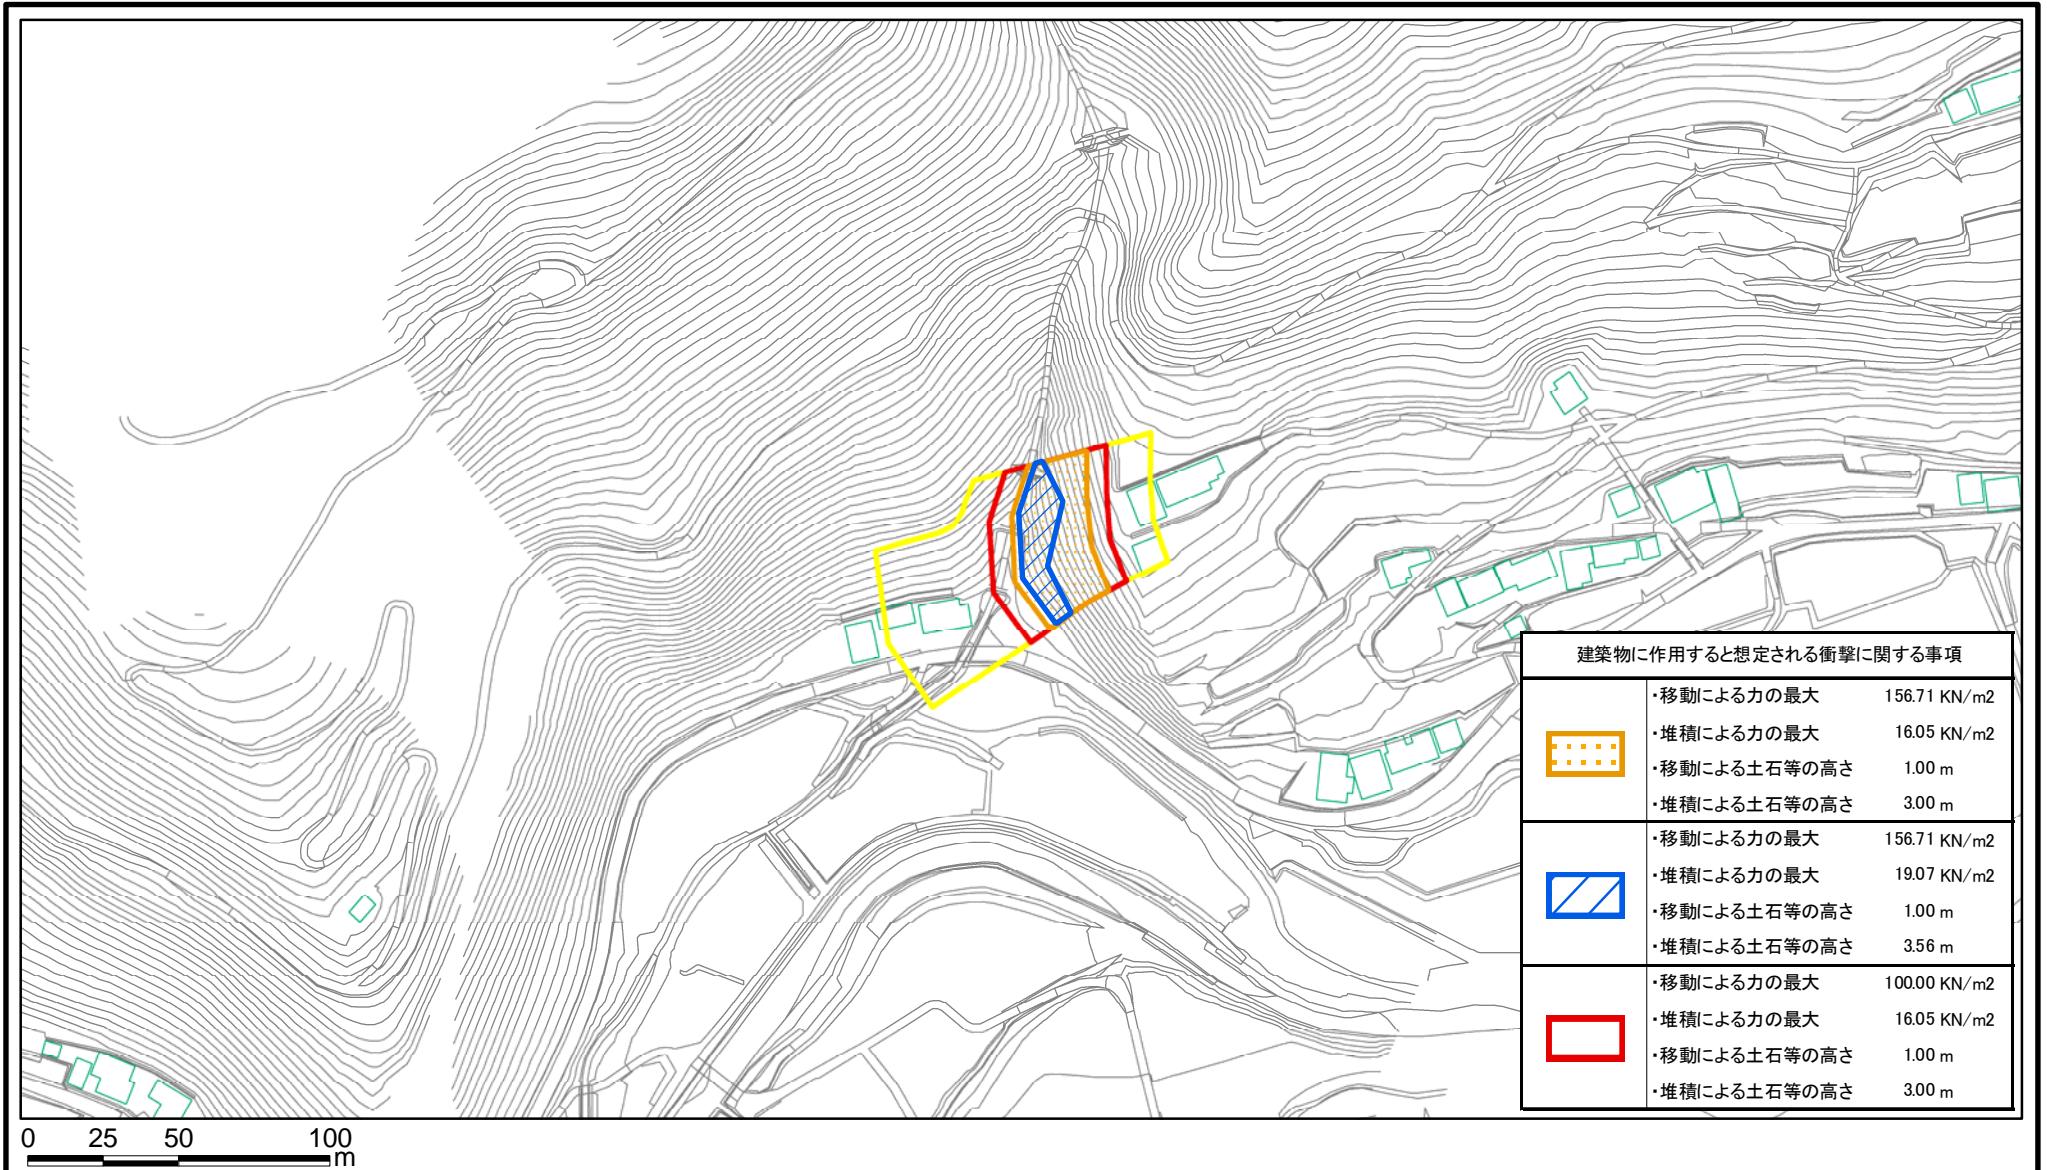 建築物に作用すると想定される衝撃に関する事項
・移動による力の最大 156.71 KN/m2
・堆積による力の最大 16.05 KN/m2
・移動による土石等の高さ 1.00 m
・堆積による土石等の高さ 3.00 m
・移動による力の最大 156.71 KN/m2
・堆積による力の最大 19.07 KN/m2
・移動による土石等の高さ 1.00 m
・堆積による土石等の高さ 3.56 m
・移動による力の最大 100.00 KN/m2
・堆積による力の最大 16.05 KN/m2
・移動による土石等の高さ 1.00 m
・堆積による土石等の高さ 3.00 m
0 25 50 100
m